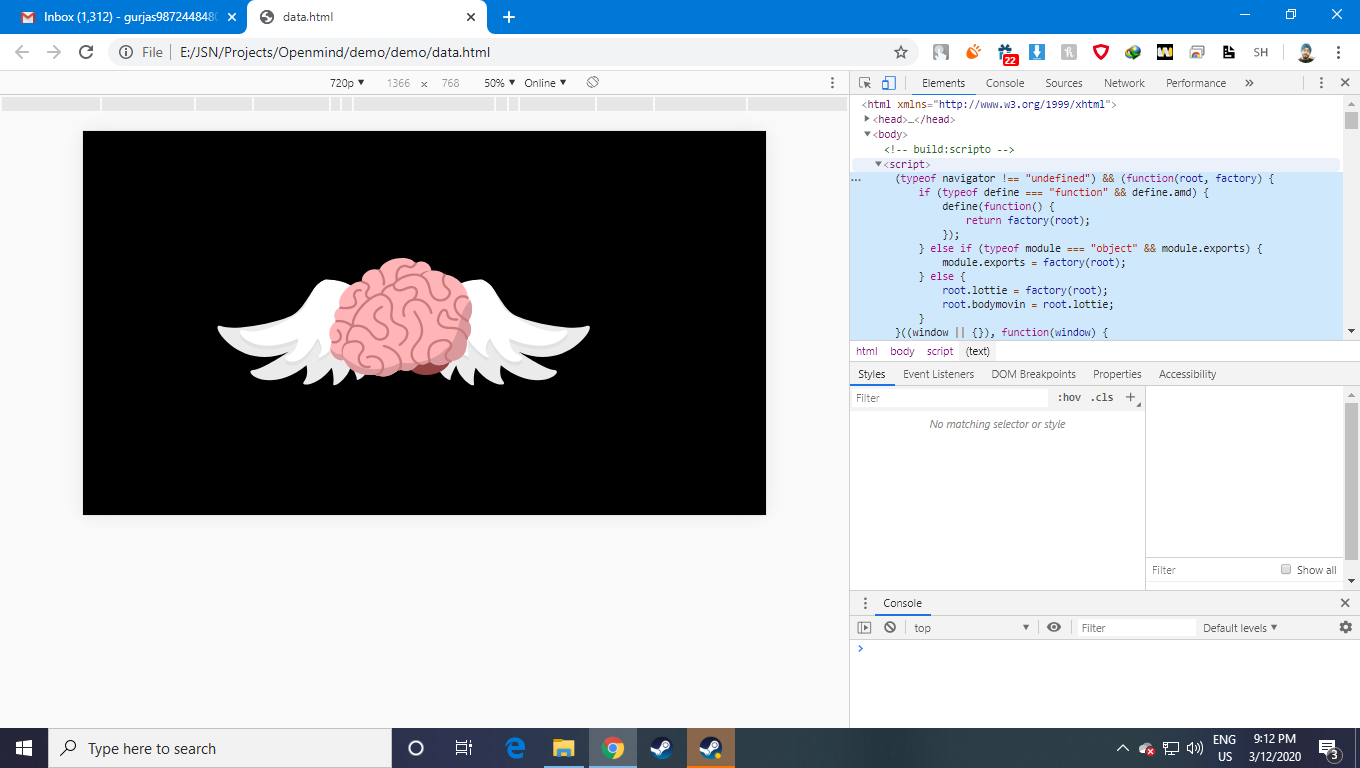 Inbox (1,312) - gurjas987244848
data.html
File
E:/JSN/Projects/Openmind/demo/demo/data.html
22
SH
720p ▼ 1366 × 768 50% ▼ Online ▼
Elements Console Sources Network Performance »
<html xmlns="http://www.w3.org/1999/xhtml">
<head>…</head>
<body>
<!-- build:scripto -->
<script>
(typeof navigator !== "undefined") && (function(root, factory) {
if (typeof define === "function" && define.amd) {
define(function() {
return factory(root);
});
} else if (typeof module === "object" && module.exports) {
module.exports = factory(root);
} else {
root.lottie = factory(root);
root.bodymovin = root.lottie;
}
}((window || {}), function(window) {
html body script (text)
Styles Event Listeners DOM Breakpoints Properties Accessibility
Filter :hov .cls +
No matching selector or style
Filter Show all
Console
top ▼ Filter Default levels ▼
>
Type here to search
ENG
US
9:12 PM
3/12/2020
3